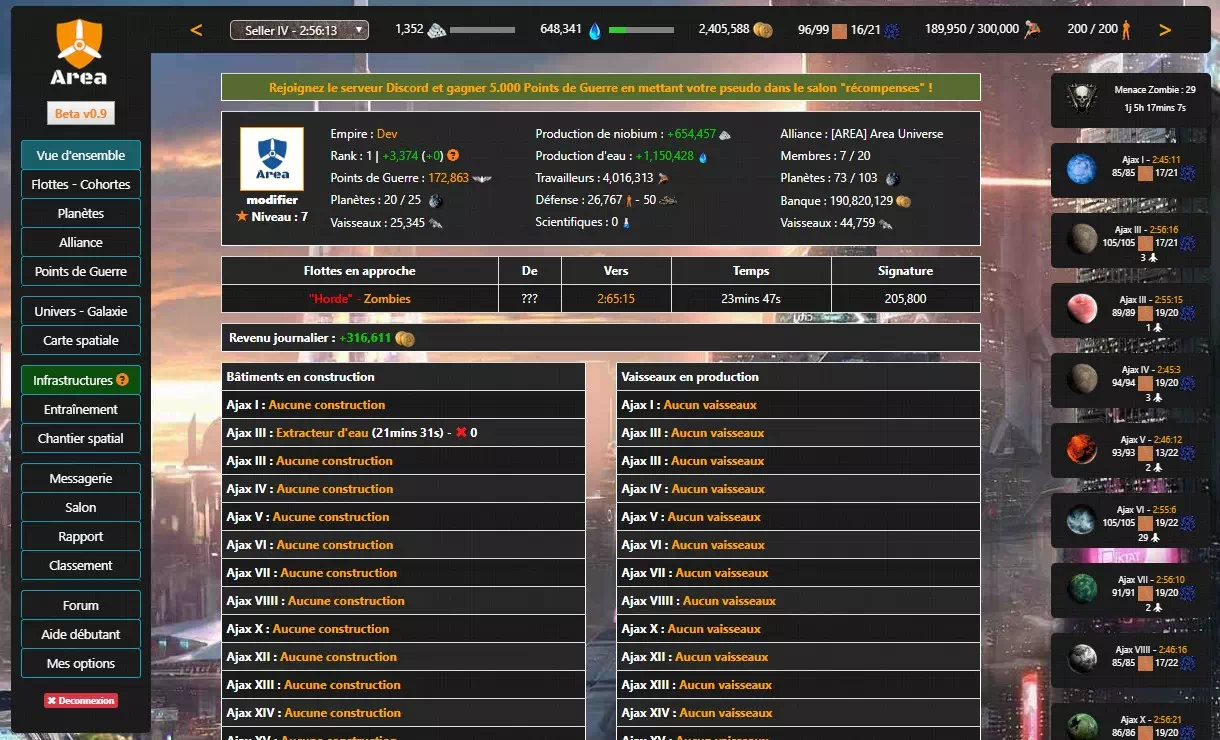 Seller IV - 2:56:13
1,352
648,341
2,405,588
96/99 16/21
189,950 / 300,000
200 / 200
Area
Beta v0.9
Vue d'ensemble
Flottes - Cohortes
Planètes
Alliance
Points de Guerre
Univers - Galaxie
Carte spatiale
Infrastructures
Entraînement
Chantier spatial
Messagerie
Salon
Rapport
Classement
Forum
Aide débutant
Mes options
Deconnexion
Rejoignez le serveur Discord et gagner 5.000 Points de Guerre en mettant votre pseudo dans le salon "récompenses" !
Area
modifier
Niveau : 7
Empire : Dev
Rank : 1 | +3,374 (+0)
Points de Guerre : 172,863
Planètes : 20 / 25
Vaisseaux : 25,345
Production de niobium : +654,457
Production d'eau : +1,150,428
Travailleurs : 4,016,313
Défense : 26,767 - 50
Scientifiques : 0
Alliance : [AREA] Area Universe
Membres : 7 / 20
Planètes : 73 / 103
Banque : 190,820,129
Vaisseaux : 44,759
Flottes en approche De Vers Temps Signature
"Horde" - Zombies ??? 2:65:15 23mins 47s 205,800
Revenu journalier : +316,611
Bâtiments en construction
Ajax I : Aucune construction
Ajax III : Extracteur d'eau (21mins 31s) - 0
Ajax III : Aucune construction
Ajax IV : Aucune construction
Ajax V : Aucune construction
Ajax VI : Aucune construction
Ajax VII : Aucune construction
Ajax VIIII : Aucune construction
Ajax X : Aucune construction
Ajax XII : Aucune construction
Ajax XIII : Aucune construction
Ajax XIV : Aucune construction
Ajax XV : Aucune construction
Vaisseaux en production
Ajax I : Aucun vaisseaux
Ajax III : Aucun vaisseaux
Ajax III : Aucun vaisseaux
Ajax IV : Aucun vaisseaux
Ajax V : Aucun vaisseaux
Ajax VI : Aucun vaisseaux
Ajax VII : Aucun vaisseaux
Ajax VIIII : Aucun vaisseaux
Ajax X : Aucun vaisseaux
Ajax XII : Aucun vaisseaux
Ajax XIII : Aucun vaisseaux
Ajax XIV : Aucun vaisseaux
Ajax XV : Aucun vaisseaux
Menace Zombie : 29
1j 5h 17mins 7s
Ajax I - 2:45:11
85/85 17/21
Ajax III - 2:56:16
105/105 17/21
3
Ajax III - 2:55:15
89/89 19/20
1
Ajax IV - 2:45:3
94/94 19/20
3
Ajax V - 2:46:12
93/93 13/22
2
Ajax VI - 2:55:6
105/105 19/22
29
Ajax VII - 2:56:10
91/91 19/20
2
Ajax VIIII - 2:46:16
85/85 17/22
Ajax X - 2:56:21
86/86 19/20